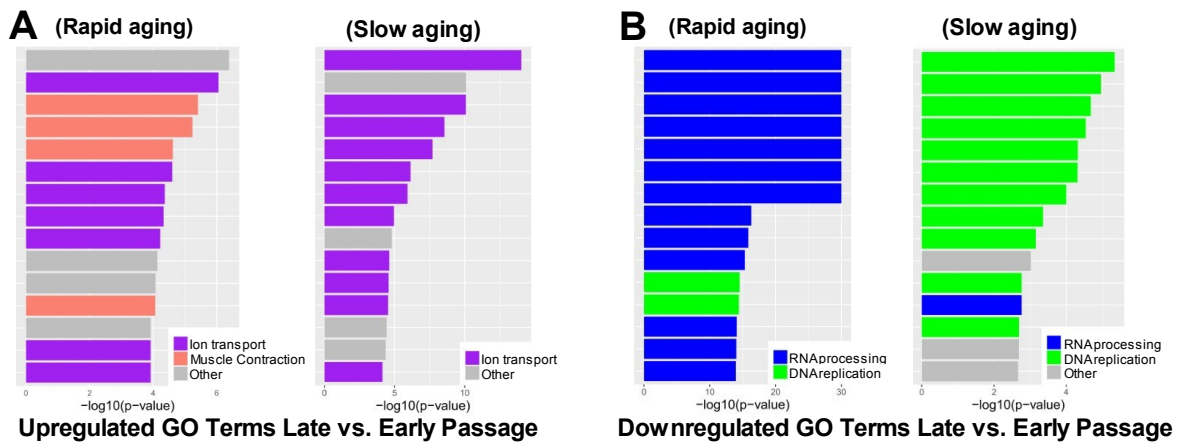 A (Rapid aging) (Slow aging)
Ion transport
Muscle Contraction
Other
0 2 4 6
−log10(p−value)
Ion transport
Other
0 5 10
−log10(p−value)
Upregulated GO Terms Late vs. Early Passage
B (Rapid aging) (Slow aging)
RNAprocessing
DNAreplication
0 10 20 30
−log10(p−value)
RNAprocessing
DNAreplication
Other
0 2 4
−log10(p−value)
Downregulated GO Terms Late vs. Early Passage